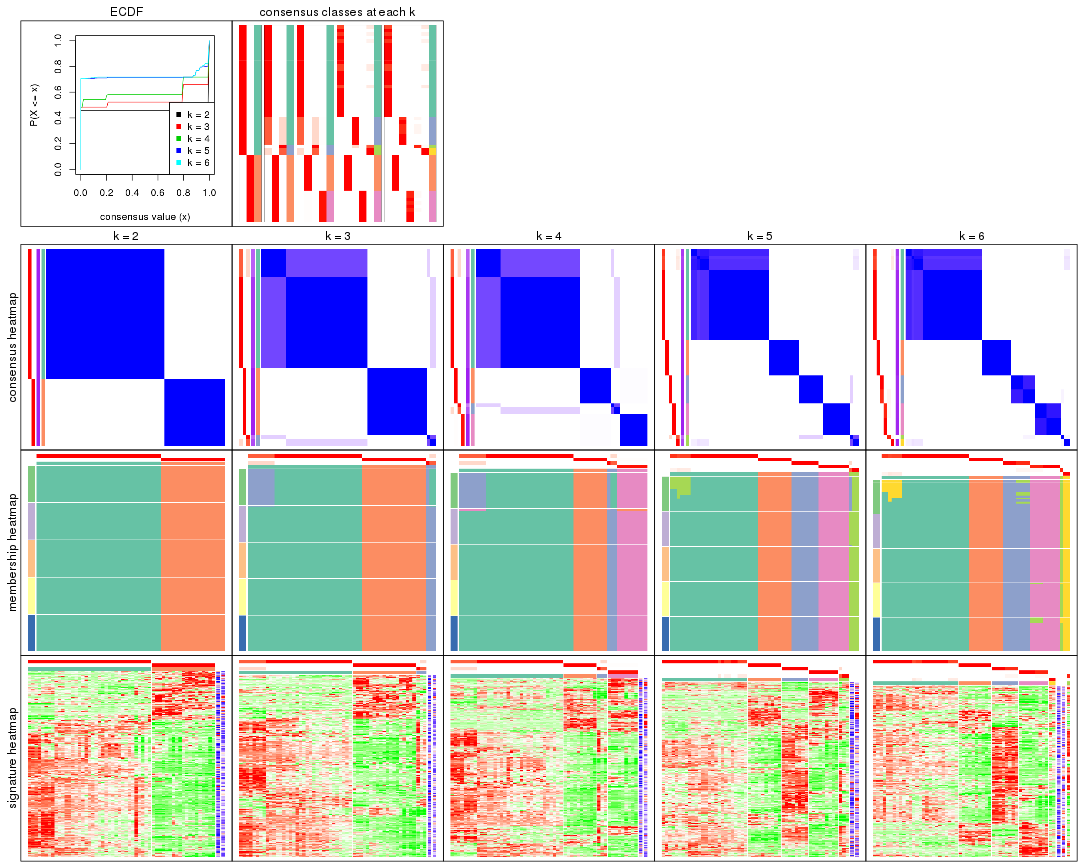 ECDF
consensus classes at each k
P(X <= x)
1.0
0.8
0.6
0.4
0.2
0.0
k = 2
k = 3
k = 4
k = 5
k = 6
0.0 0.2 0.4 0.6 0.8 1.0
consensus value (x)
k = 2
k = 3
k = 4
k = 5
k = 6
consensus heatmap
membership heatmap
signature heatmap